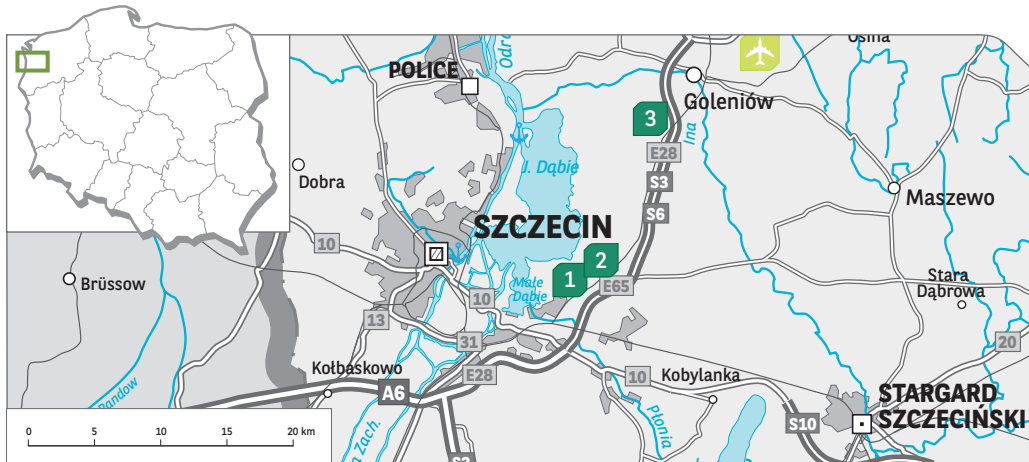 Osina
POLICE
Odra
Goleniów
3
Ina
E28
J. Dąbie
Dobra
S3
Maszewo
S6
SZCZECIN
10
2
1
Stara
Dąbrowa
Brüssow
Małe
Dąbie
E65
10
13
31
20
Kołbaskowo
E28
10
Kobylanka
A6
STARGARD
SZCZECIŃSKI
Randow
Płonia
S10
Zach.
S3
0
5
10
15
20 km